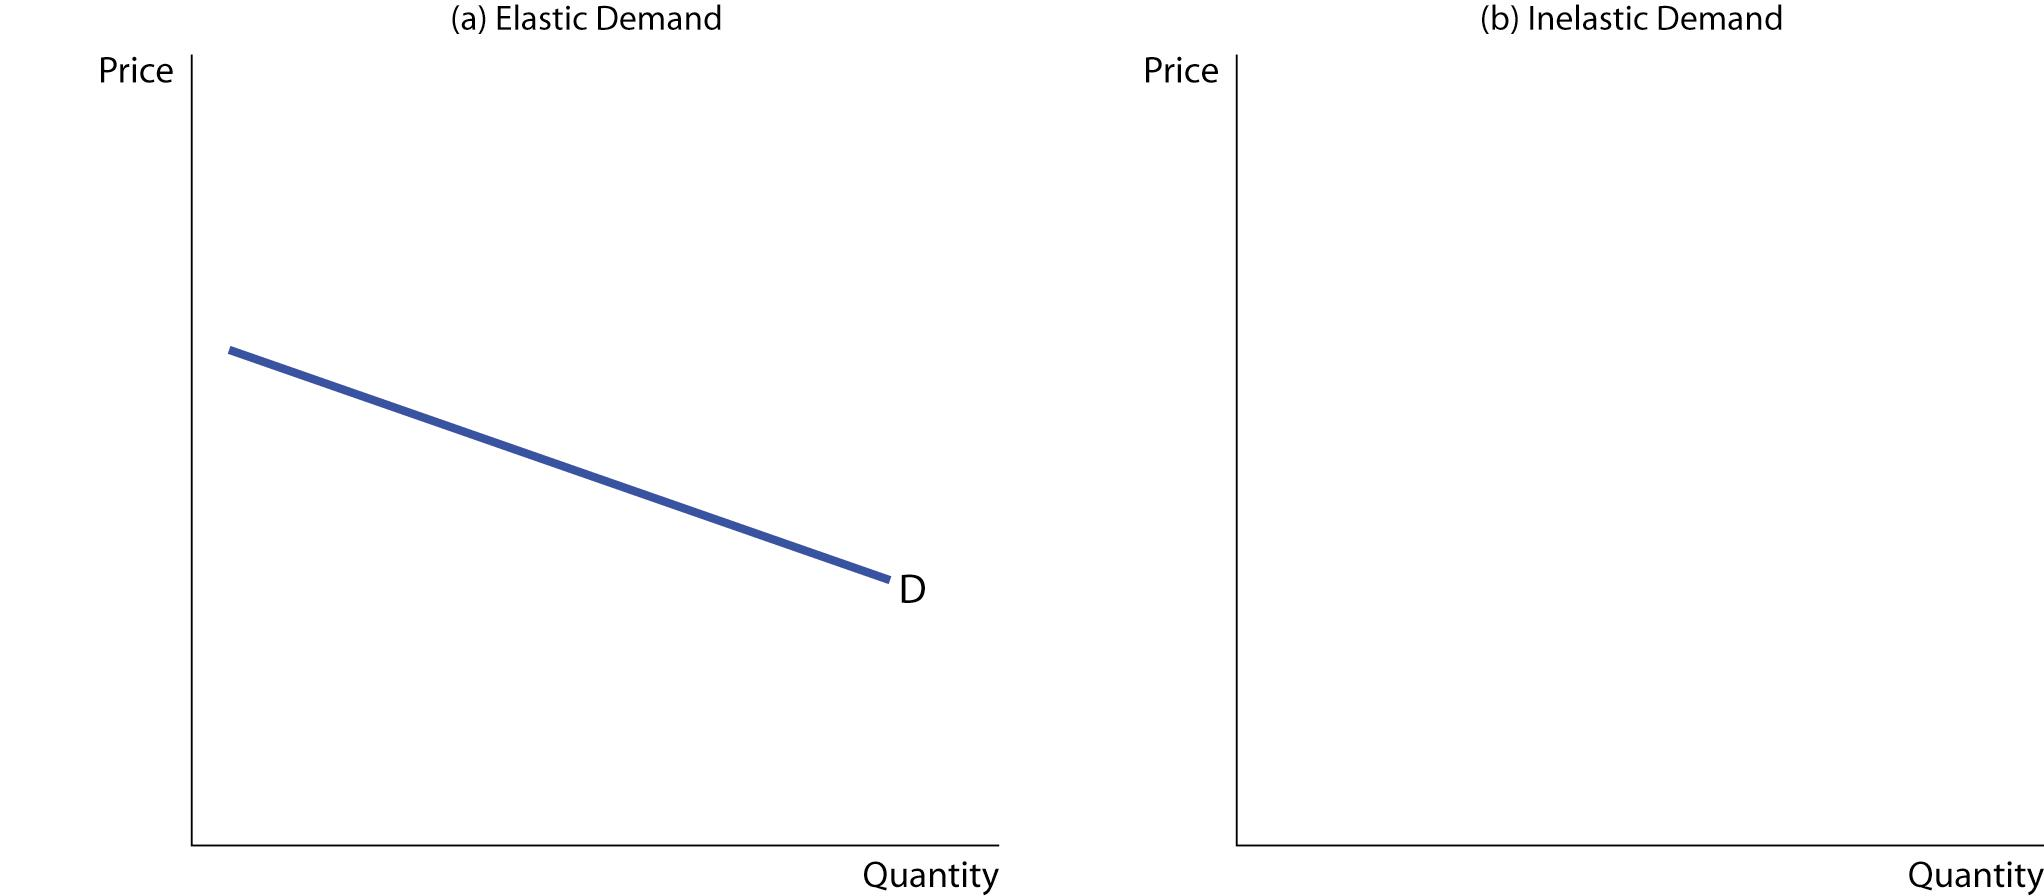 (a) Elastic Demand
Price
D
Quantity
(b) Inelastic Demand
Price
Quantity